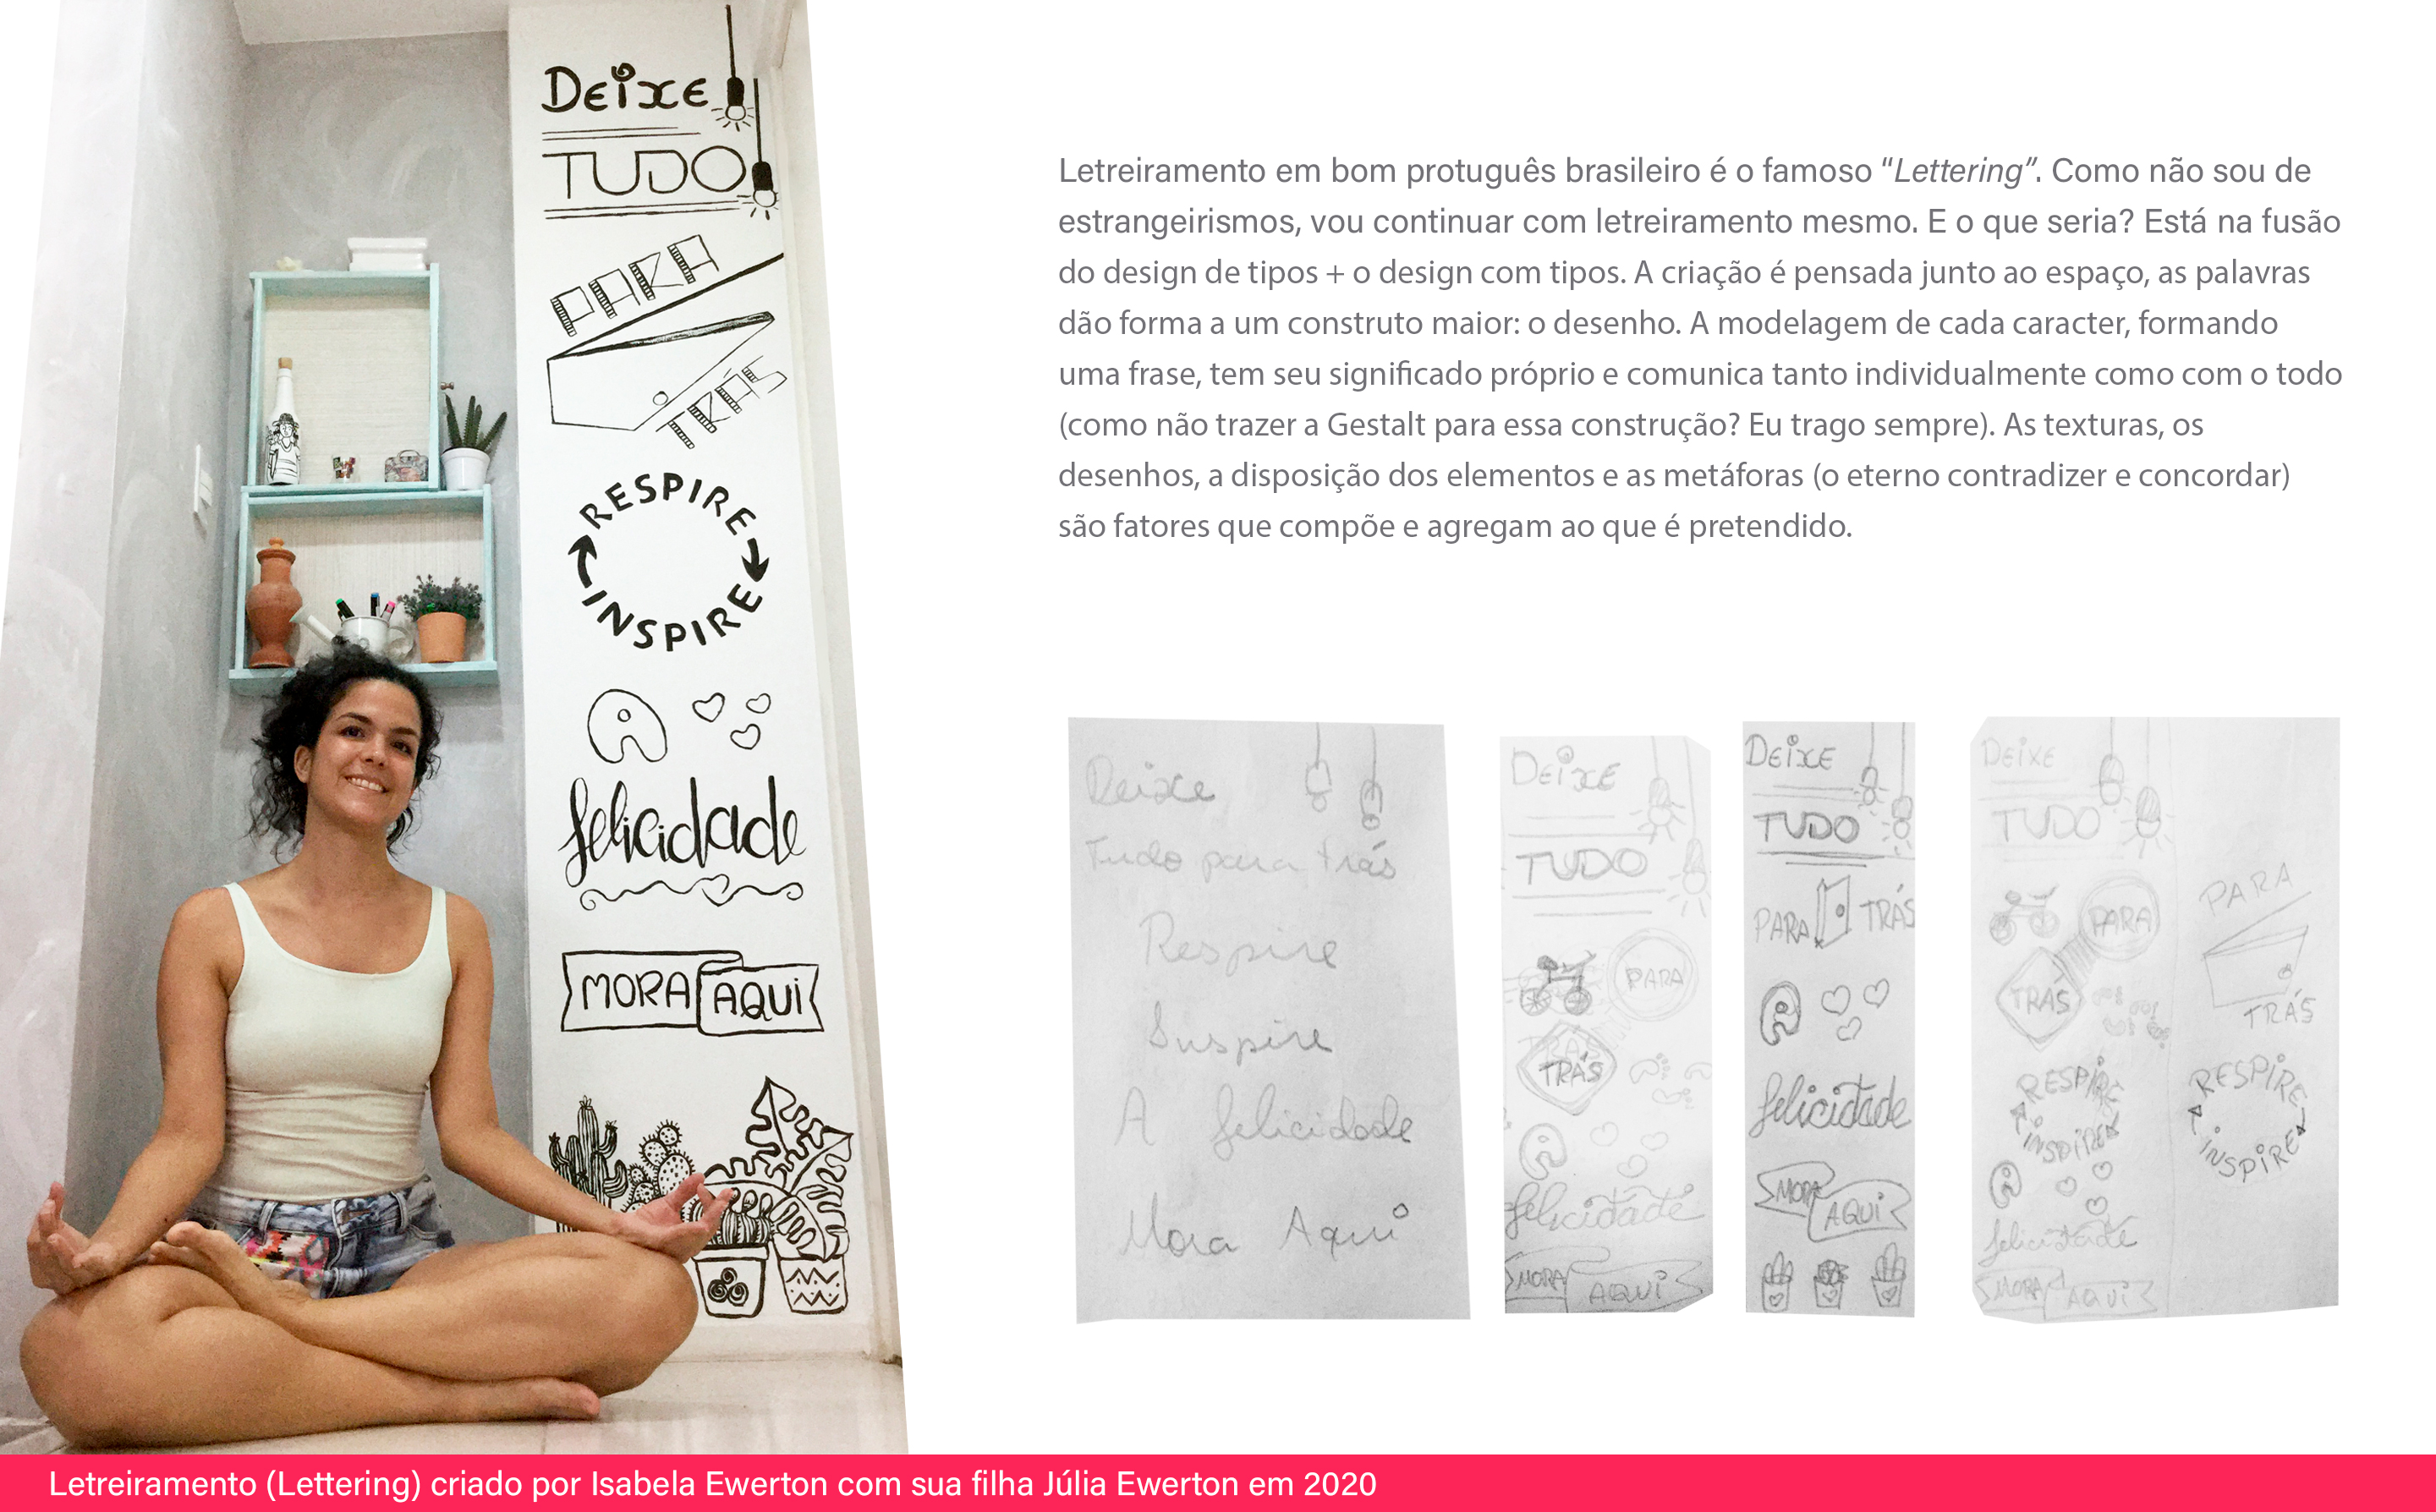 DEiXE
TUDO
PARA
TRÁS
RESPIRE
INSPIRE
A
felicidade
MORA AQUi
Letreiramento em bom protuguês brasileiro é o famoso “Lettering”. Como não sou de
estrangeirismos, vou continuar com letreiramento mesmo. E o que seria? Está na fusão
do design de tipos + o design com tipos. A criação é pensada junto ao espaço, as palavras
dão forma a um construto maior: o desenho. A modelagem de cada caracter, formando
uma frase, tem seu significado próprio e comunica tanto individualmente como com o todo
(como não trazer a Gestalt para essa construção? Eu trago sempre). As texturas, os
desenhos, a disposição dos elementos e as metáforas (o eterno contradizer e concordar)
são fatores que compõe e agregam ao que é pretendido.
Deixe
Tudo para trás
Respire
Inspire
A felicidade
Mora Aqui
DEiXE
TUDO
PARA
TRÁS
A
felicidade
MORA AQUi
DEiXE
TUDO
PARA TRÁS
A
felicidade
MORA AQUi
DEiXE
TUDO
PARA
TRÁS
RESPIRE
iNSPiRE
A
felicidade
MORA AQUi
PARA
TRÁS
RESPIRE
iNSPiRE
Letreiramento (Lettering) criado por Isabela Ewerton com sua filha Júlia Ewerton em 2020